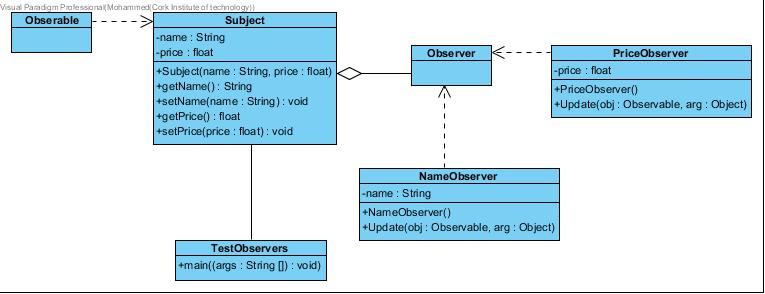 Visual Paradigm Professional(Mohammed(Cork Institute of technology))
Obserable
Subject
-name : String
-price : float
+Subject(name : String, price : float)
+getName() : String
+setName(name : String) : void
+getPrice() : float
+setPrice(price : float) : void
Observer
PriceObserver
-price : float
+PriceObserver()
+Update(obj : Observable, arg : Object)
NameObserver
-name : String
+NameObserver()
+Update(obj : Observable, arg : Object)
TestObservers
+main((args : String []) : void)